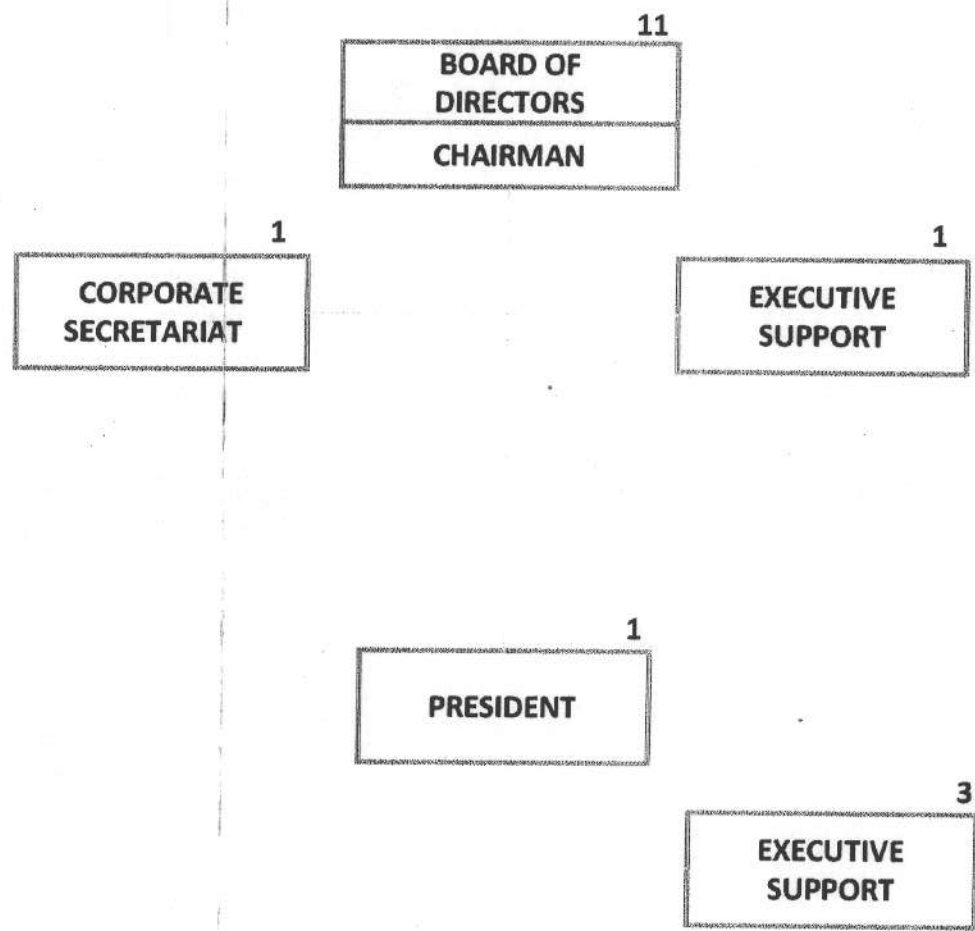 11
BOARD OF
DIRECTORS
CHAIRMAN
1
CORPORATE
SECRETARIAT
1
EXECUTIVE
SUPPORT
1
PRESIDENT
3
EXECUTIVE
SUPPORT